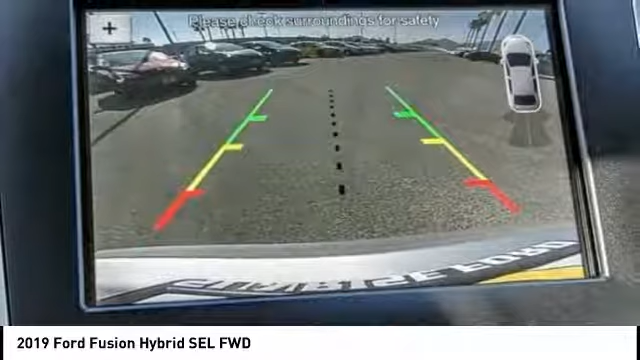 Please check surroundings for safety
+
2019 Ford Fusion Hybrid SEL FWD